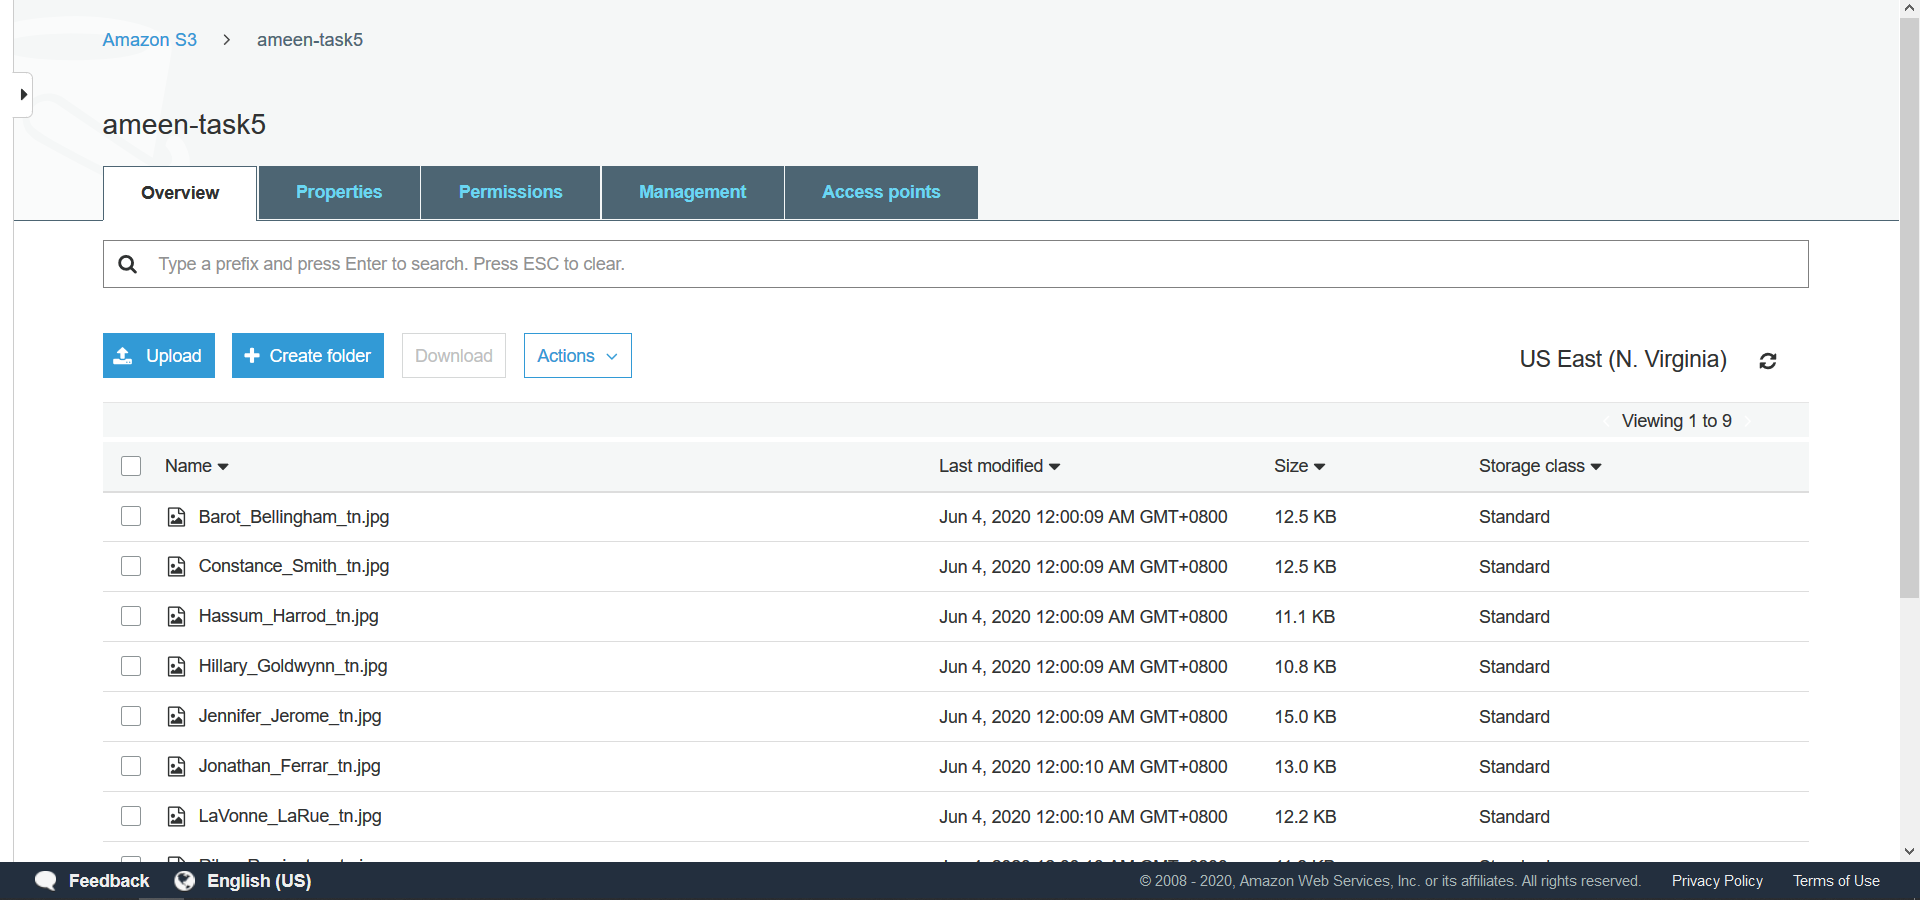 Amazon S3 > ameen-task5
ameen-task5
Overview Properties Permissions Management Access points
Type a prefix and press Enter to search. Press ESC to clear.
Upload Create folder Download Actions US East (N. Virginia)
Viewing 1 to 9
Name Last modified Size Storage class
Barot_Bellingham_tn.jpg Jun 4, 2020 12:00:09 AM GMT+0800 12.5 KB Standard
Constance_Smith_tn.jpg Jun 4, 2020 12:00:09 AM GMT+0800 12.5 KB Standard
Hassum_Harrod_tn.jpg Jun 4, 2020 12:00:09 AM GMT+0800 11.1 KB Standard
Hillary_Goldwynn_tn.jpg Jun 4, 2020 12:00:09 AM GMT+0800 10.8 KB Standard
Jennifer_Jerome_tn.jpg Jun 4, 2020 12:00:09 AM GMT+0800 15.0 KB Standard
Jonathan_Ferrar_tn.jpg Jun 4, 2020 12:00:10 AM GMT+0800 13.0 KB Standard
LaVonne_LaRue_tn.jpg Jun 4, 2020 12:00:10 AM GMT+0800 12.2 KB Standard
Feedback English (US) © 2008 - 2020, Amazon Web Services, Inc. or its affiliates. All rights reserved. Privacy Policy Terms of Use